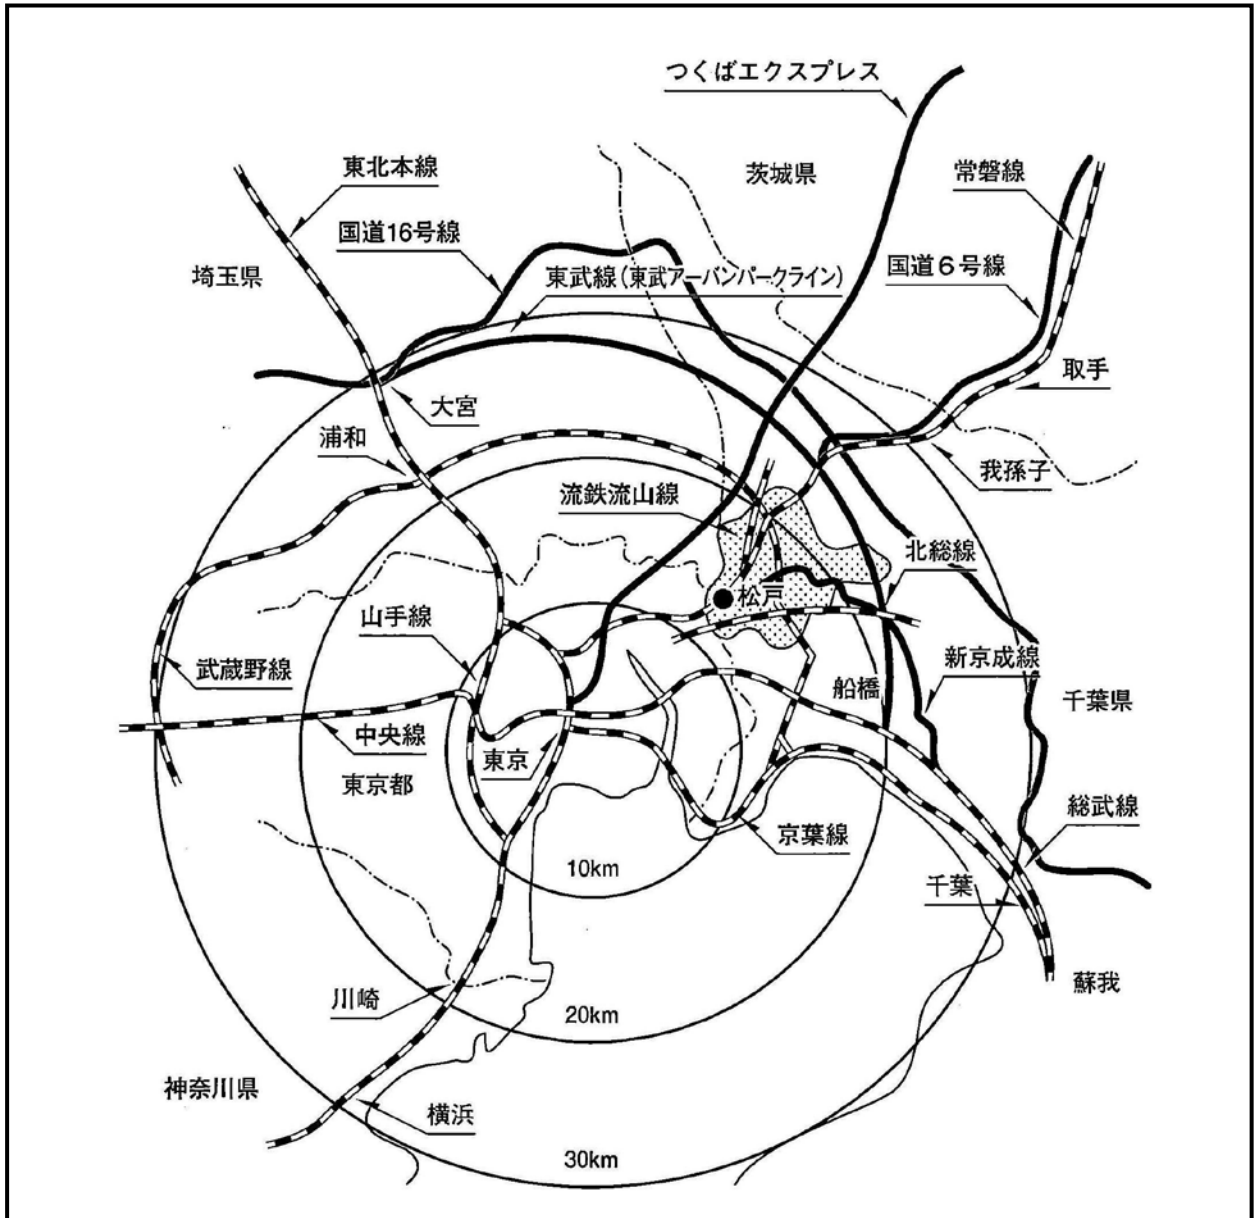 つくばエクスプレス
東北本線
茨城県
常磐線
国道16号線
埼玉県
東武線(東武アーバンパークライン)
国道6号線
取手
大宮
浦和
我孫子
流鉄流山線
北総線
松戸
山手線
武蔵野線
船橋
新京成線
千葉県
中央線
東京
東京都
総武線
京葉線
10km
千葉
川崎
蘇我
20km
神奈川県
横浜
30km